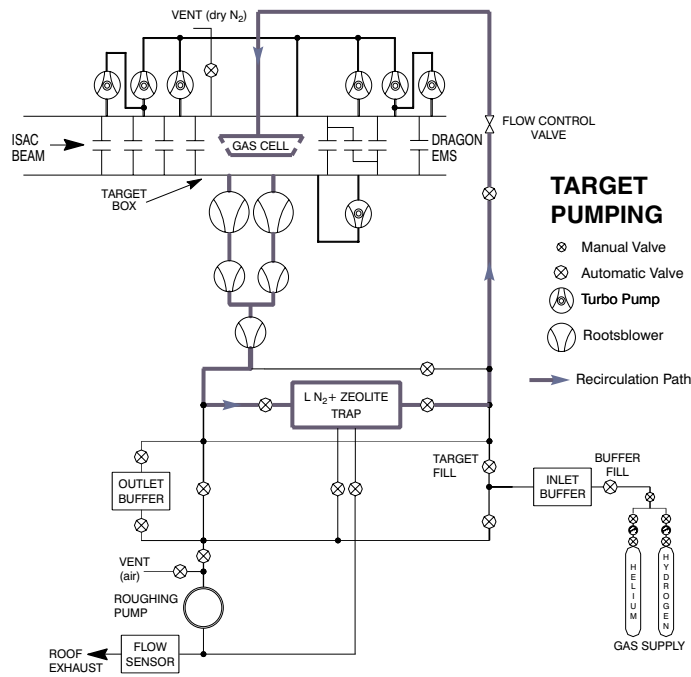 VENT (dry N2)
ISAC
BEAM
GAS CELL
DRAGON
EMS
FLOW CONTROL
VALVE
TARGET
BOX
TARGET
PUMPING
Manual Valve
Automatic Valve
Turbo Pump
Rootsblower
Recirculation Path
L N2+ ZEOLITE
TRAP
OUTLET
BUFFER
TARGET
FILL
INLET
BUFFER
BUFFER
FILL
VENT
(air)
ROUGHING
PUMP
FLOW
SENSOR
ROOF
EXHAUST
HELIUM
HYDROGEN
GAS SUPPLY